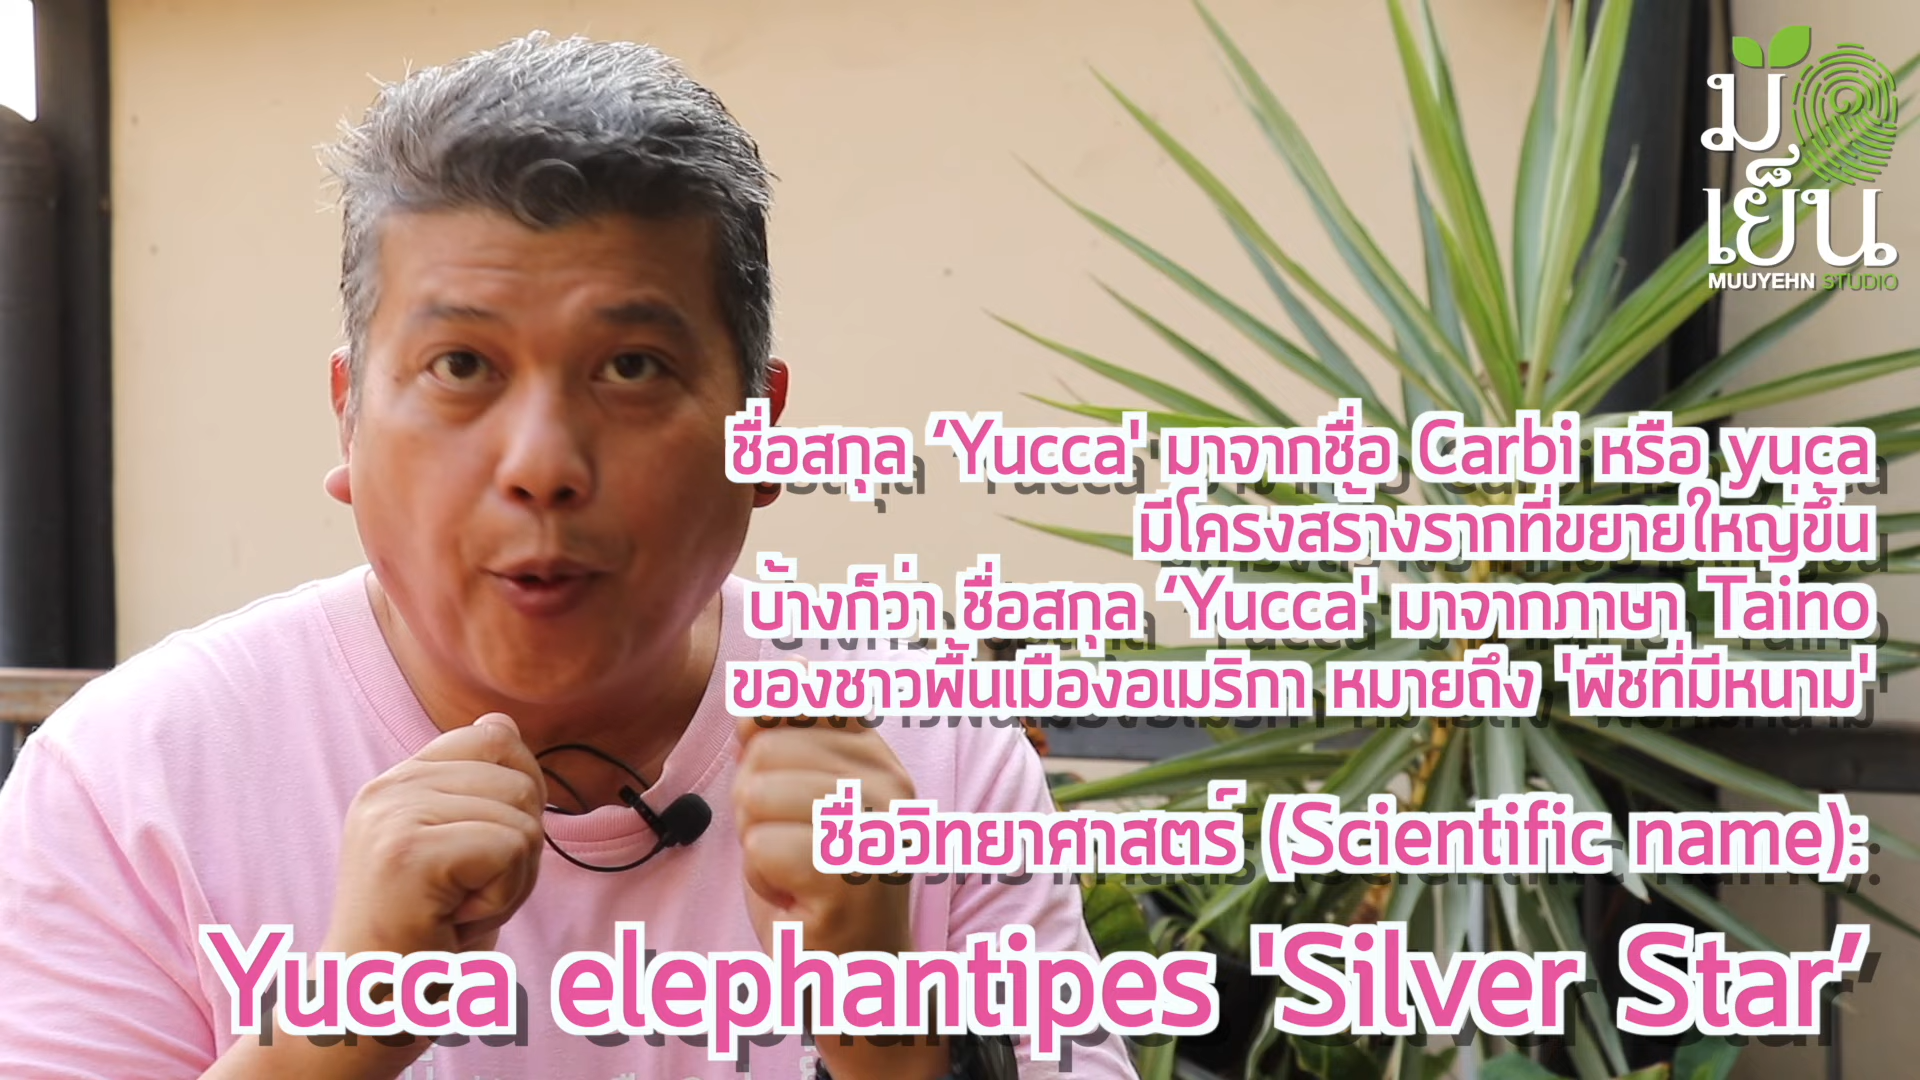 มือ
เย็น
MUUYEHN STUDIO
ชื่อสกุล ‘Yucca' มาจากชื่อ Carbi หรือ yuca
มีโครงสร้างรากที่ขยายใหญ่ขึ้น
บ้างก็ว่า ชื่อสกุล ‘Yucca' มาจากภาษา Taino
ของชาวพื้นเมืองอเมริกา หมายถึง 'พืชที่มีหนาม'
ชื่อวิทยาศาสตร์ (Scientific name):
Yucca elephantipes 'Silver Star’